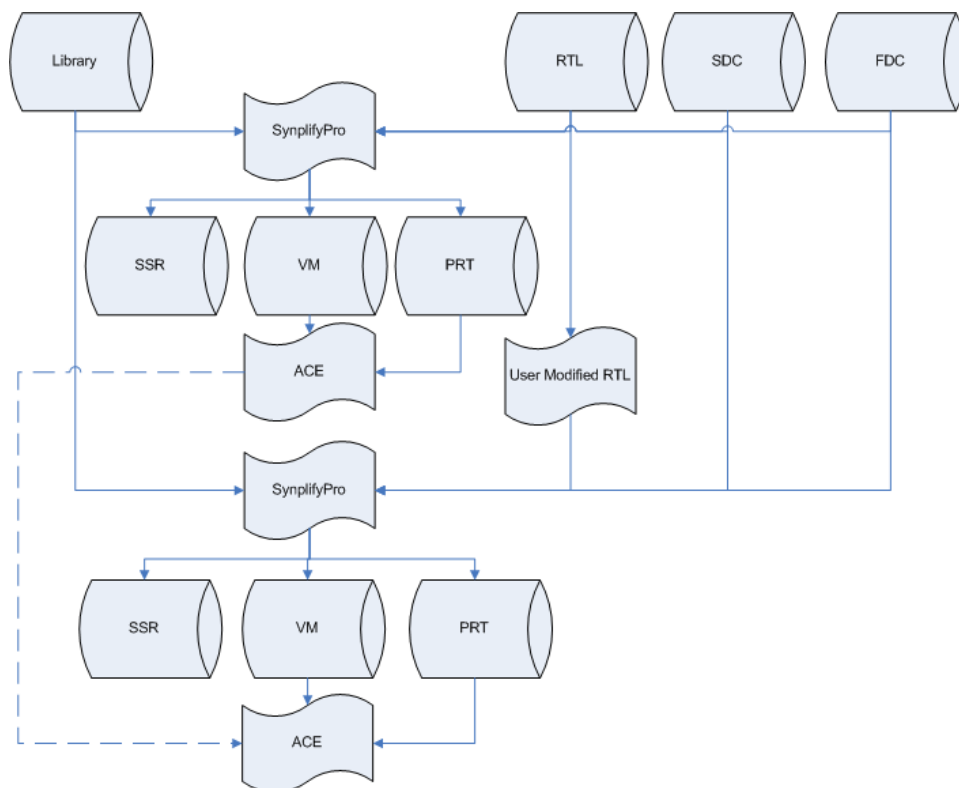 Library
RTL
SDC
FDC
SynplifyPro
SSR
VM
PRT
ACE
User Modified RTL
SynplifyPro
SSR
VM
PRT
ACE